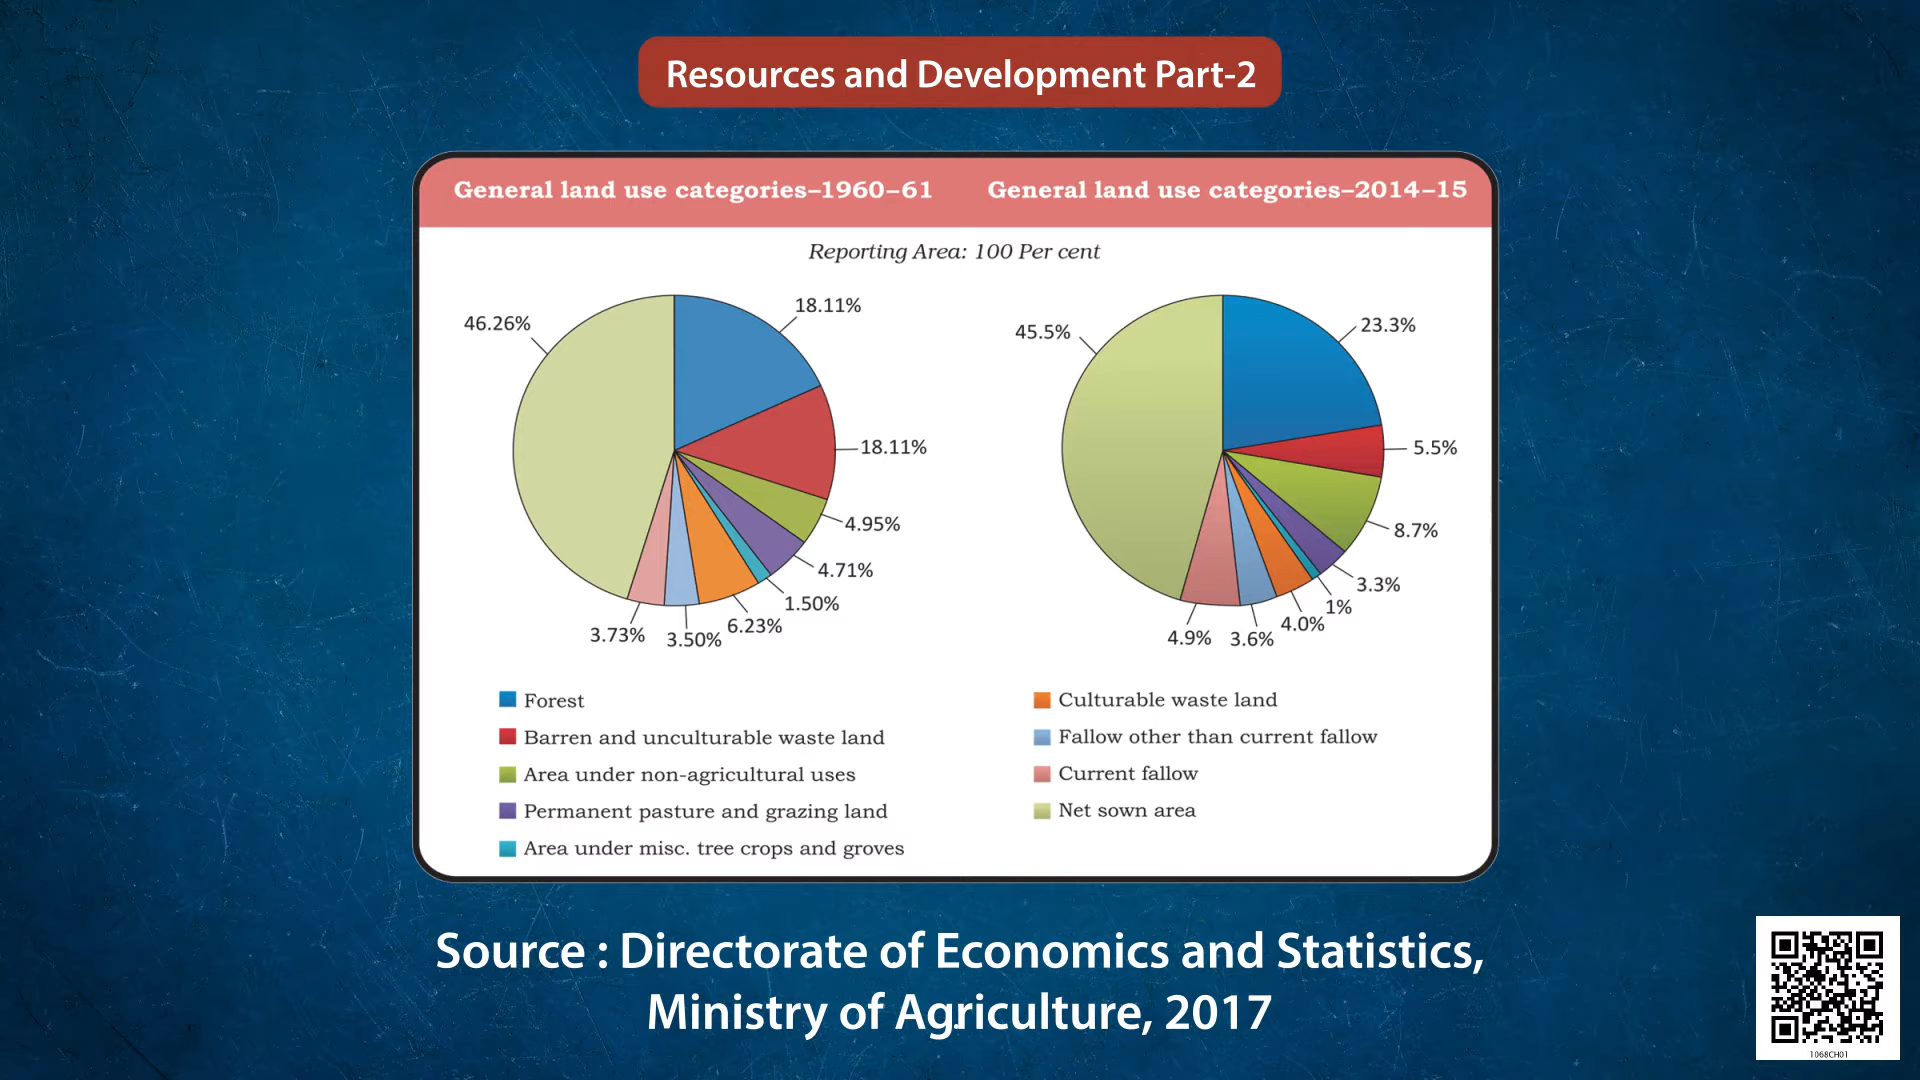 Resources and Development Part-2
General land use categories–1960–61
General land use categories–2014–15
Reporting Area: 100 Per cent
46.26%
18.11%
18.11%
4.95%
4.71%
1.50%
6.23%
3.50%
3.73%
45.5%
23.3%
5.5%
8.7%
3.3%
1%
4.0%
3.6%
4.9%
Forest
Barren and unculturable waste land
Area under non-agricultural uses
Permanent pasture and grazing land
Area under misc. tree crops and groves
Culturable waste land
Fallow other than current fallow
Current fallow
Net sown area
Source : Directorate of Economics and Statistics,
Ministry of Agriculture, 2017
1068CH01